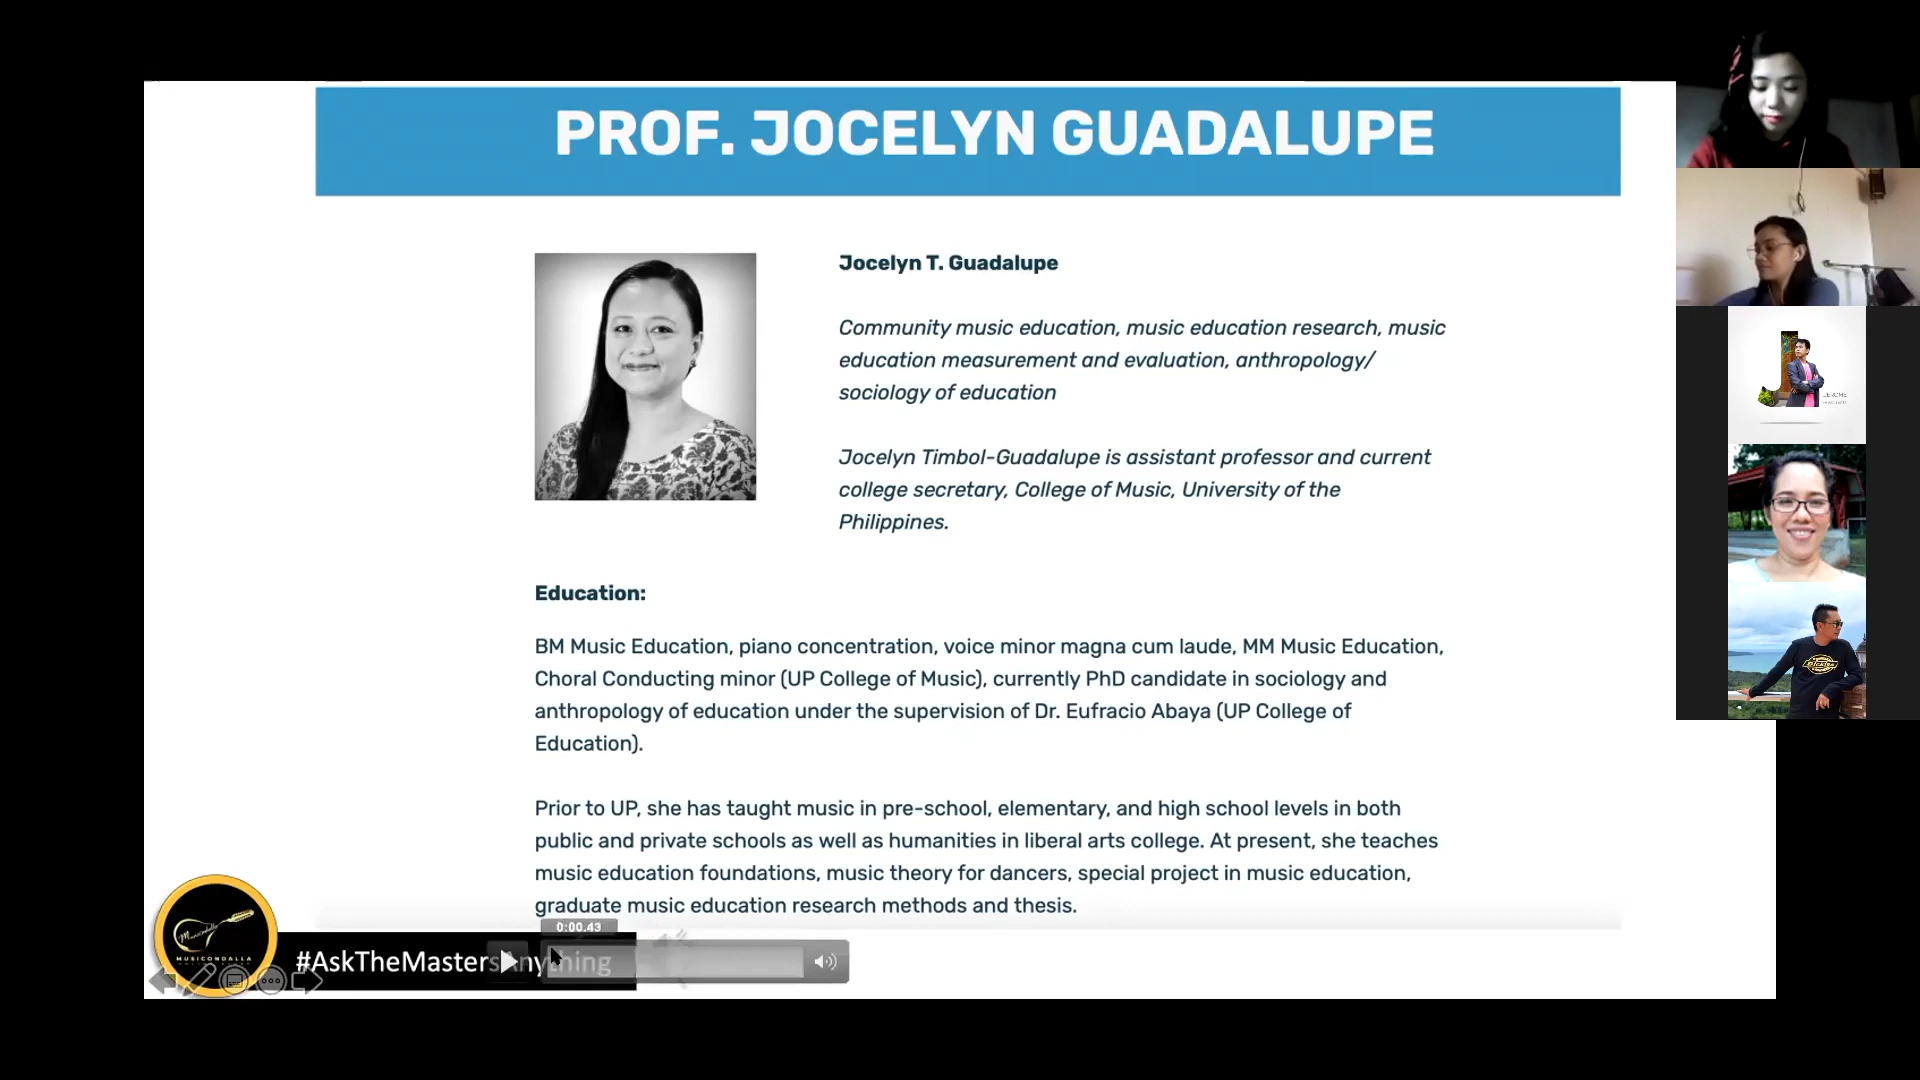 PROF. JOCELYN GUADALUPE
Jocelyn T. Guadalupe
Community music education, music education research, music
education measurement and evaluation, anthropology/
sociology of education
Jocelyn Timbol-Guadalupe is assistant professor and current
college secretary, College of Music, University of the
Philippines.
Education:
BM Music Education, piano concentration, voice minor magna cum laude, MM Music Education,
Choral Conducting minor (UP College of Music), currently PhD candidate in sociology and
anthropology of education under the supervision of Dr. Eufracio Abaya (UP College of
Education).
Prior to UP, she has taught music in pre-school, elementary, and high school levels in both
public and private schools as well as humanities in liberal arts college. At present, she teaches
music education foundations, music theory for dancers, special project in music education,
graduate music education research methods and thesis.
0:00.43
#AskTheMastersAnything
MUSICONDALLA
J
JEROME
DICKIES